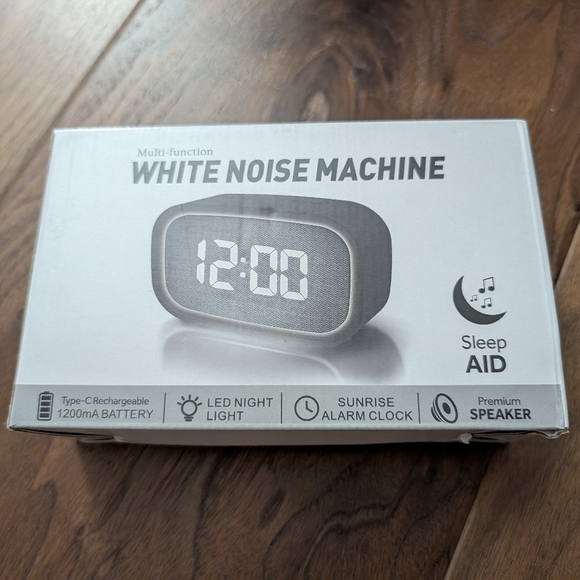 Multi-function
WHITE NOISE MACHINE
12:00
Sleep
AID
Type-C Rechargeable
1200mA BATTERY
LED NIGHT
LIGHT
SUNRISE
ALARM CLOCK
Premium
SPEAKER